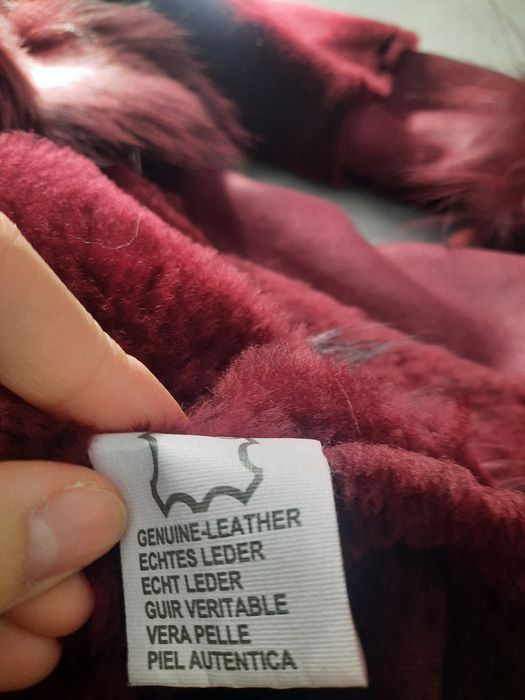 GENUINE-LEATHER
ECHTES LEDER
ECHT LEDER
GUIR VERITABLE
VERA PELLE
PIEL AUTENTICA